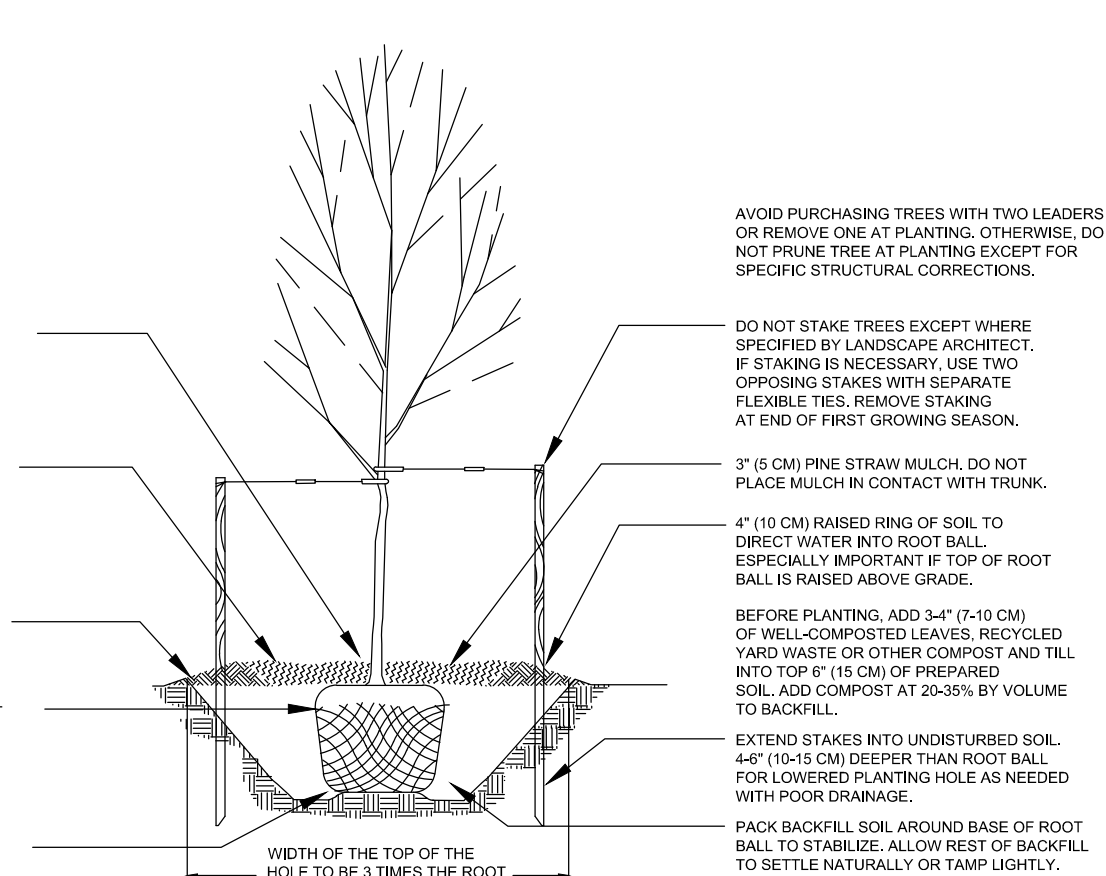 AVOID PURCHASING TREES WITH TWO LEADERS
OR REMOVE ONE AT PLANTING. OTHERWISE, DO
NOT PRUNE TREE AT PLANTING EXCEPT FOR
SPECIFIC STRUCTURAL CORRECTIONS.
DO NOT STAKE TREES EXCEPT WHERE
SPECIFIED BY LANDSCAPE ARCHITECT.
IF STAKING IS NECESSARY, USE TWO
OPPOSING STAKES WITH SEPARATE
FLEXIBLE TIES. REMOVE STAKING
AT END OF FIRST GROWING SEASON.
3" (5 CM) PINE STRAW MULCH. DO NOT
PLACE MULCH IN CONTACT WITH TRUNK.
4" (10 CM) RAISED RING OF SOIL TO
DIRECT WATER INTO ROOT BALL.
ESPECIALLY IMPORTANT IF TOP OF ROOT
BALL IS RAISED ABOVE GRADE.
BEFORE PLANTING, ADD 3-4" (7-10 CM)
OF WELL-COMPOSTED LEAVES, RECYCLED
YARD WASTE OR OTHER COMPOST AND TILL
INTO TOP 6" (15 CM) OF PREPARED
SOIL. ADD COMPOST AT 20-35% BY VOLUME
TO BACKFILL.
EXTEND STAKES INTO UNDISTURBED SOIL.
4-6" (10-15 CM) DEEPER THAN ROOT BALL
FOR LOWERED PLANTING HOLE AS NEEDED
WITH POOR DRAINAGE.
PACK BACKFILL SOIL AROUND BASE OF ROOT
BALL TO STABILIZE. ALLOW REST OF BACKFILL
TO SETTLE NATURALLY OR TAMP LIGHTLY.
WIDTH OF THE TOP OF THE
HOLE TO BE 3 TIMES THE ROOT